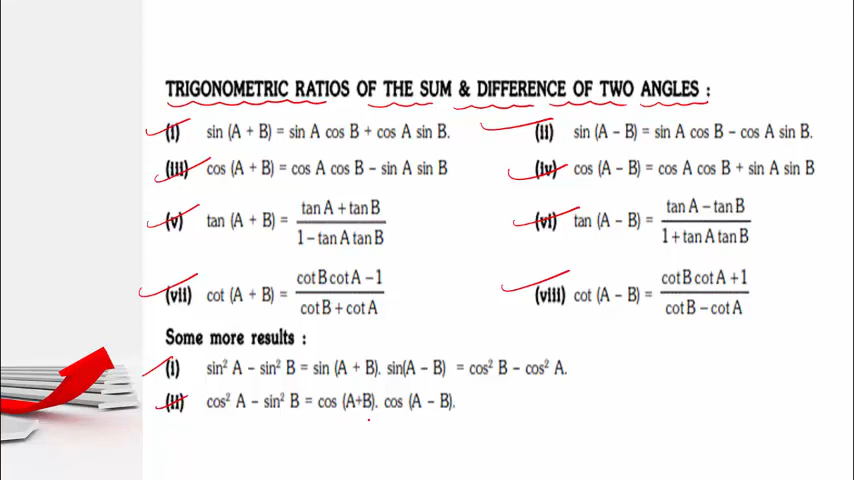 TRIGONOMETRIC RATIOS OF THE SUM & DIFFERENCE OF TWO ANGLES :
(i) sin (A + B) = sin A cos B + cos A sin B. (ii) sin (A – B) = sin A cos B – cos A sin B.
(iii) cos (A + B) = cos A cos B – sin A sin B (iv) cos (A – B) = cos A cos B + sin A sin B
(v) tan (A + B) = (tan A + tan B) / (1 – tan A tan B) (vi) tan (A – B) = (tan A – tan B) / (1 + tan A tan B)
(vii) cot (A + B) = (cot B cot A – 1) / (cot B + cot A) (viii) cot (A – B) = (cot B cot A + 1) / (cot B – cot A)
Some more results :
(i) sin² A – sin² B = sin (A + B). sin(A – B) = cos² B – cos² A.
(ii) cos² A – sin² B = cos (A+B). cos (A – B).